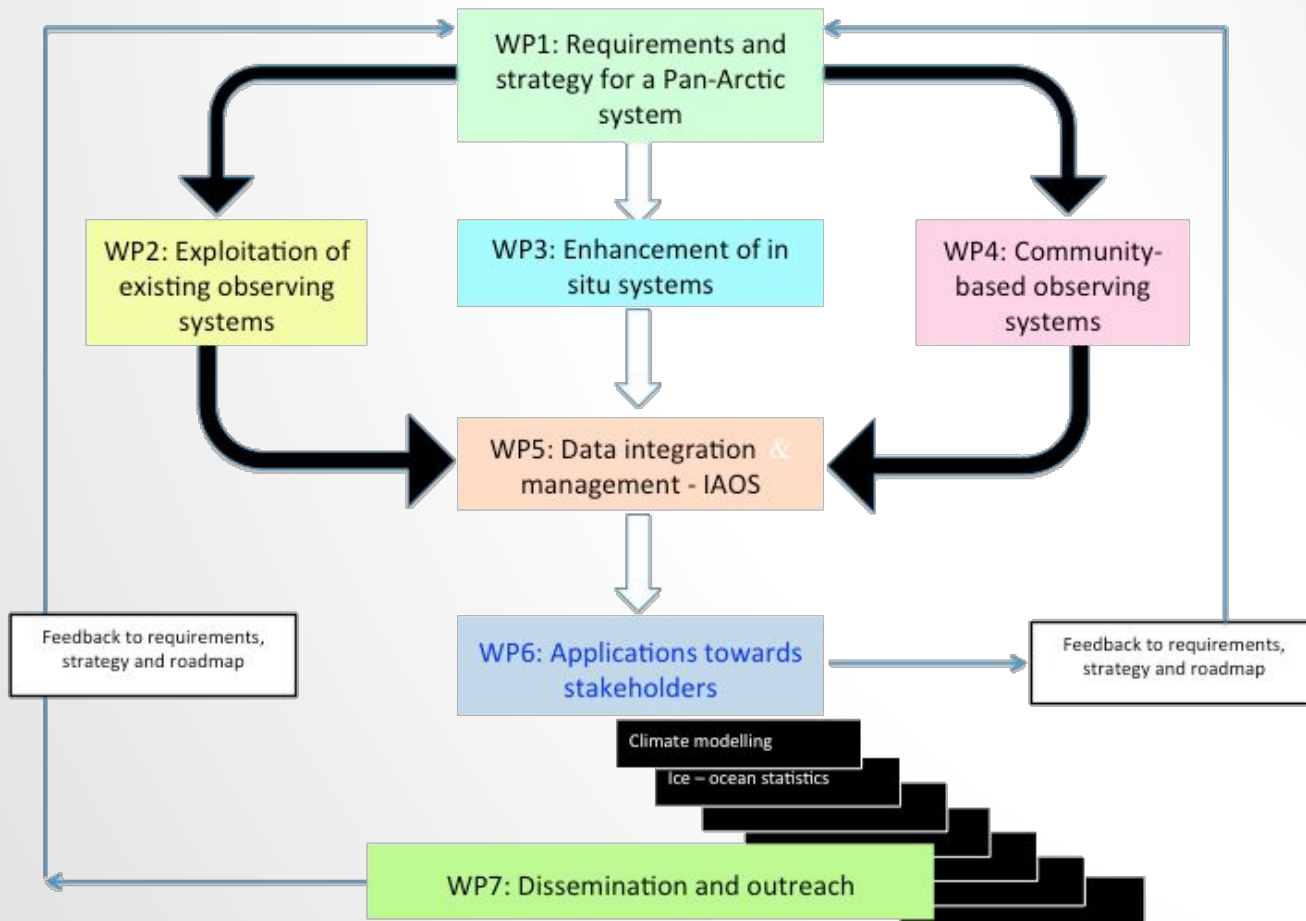 WP1: Requirements and
strategy for a Pan-Arctic
system
WP2: Exploitation of
existing observing
systems
WP3: Enhancement of in
situ systems
WP4: Community-
based observing
systems
WP5: Data integration &
management - IAOS
Feedback to requirements,
strategy and roadmap
WP6: Applications towards
stakeholders
Feedback to requirements,
strategy and roadmap
Climate modelling
Ice – ocean statistics
WP7: Dissemination and outreach